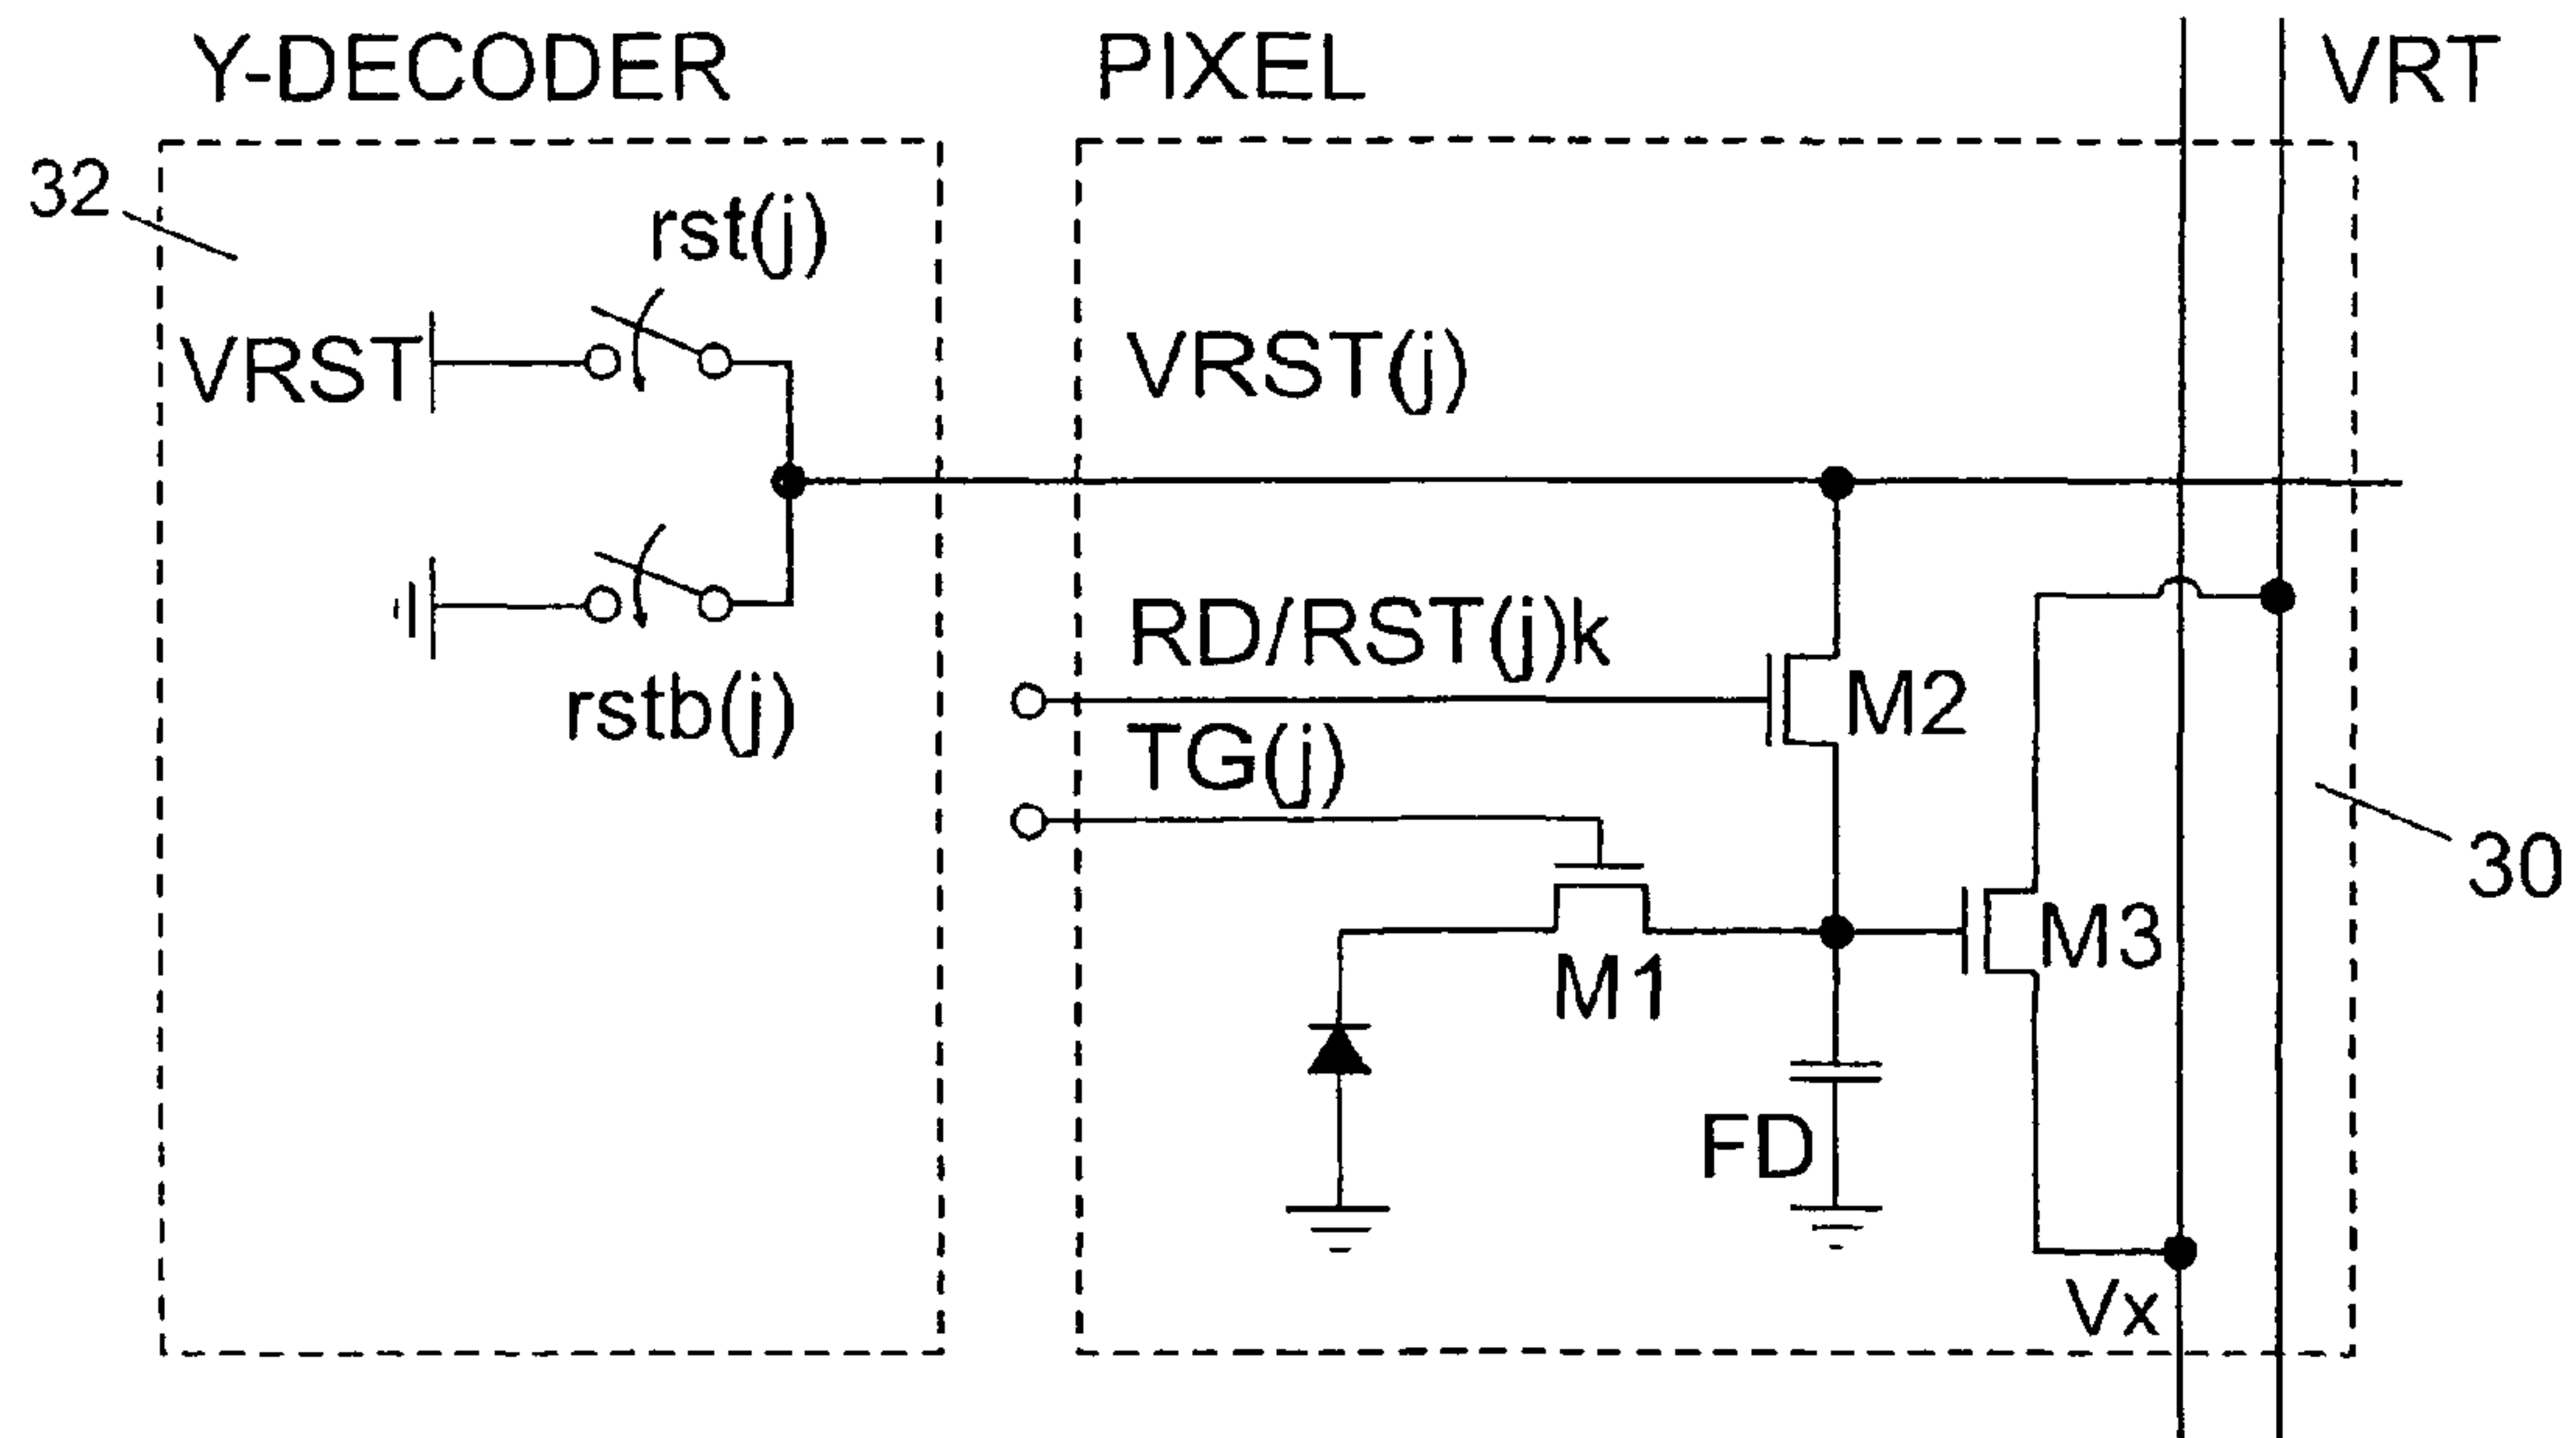 Y-DECODER
PIXEL
VRT
32
rst(j)
VRST
VRST(j)
rstb(j)
RD/RST(j)k
M2
TG(j)
30
M3
M1
FD
Vx